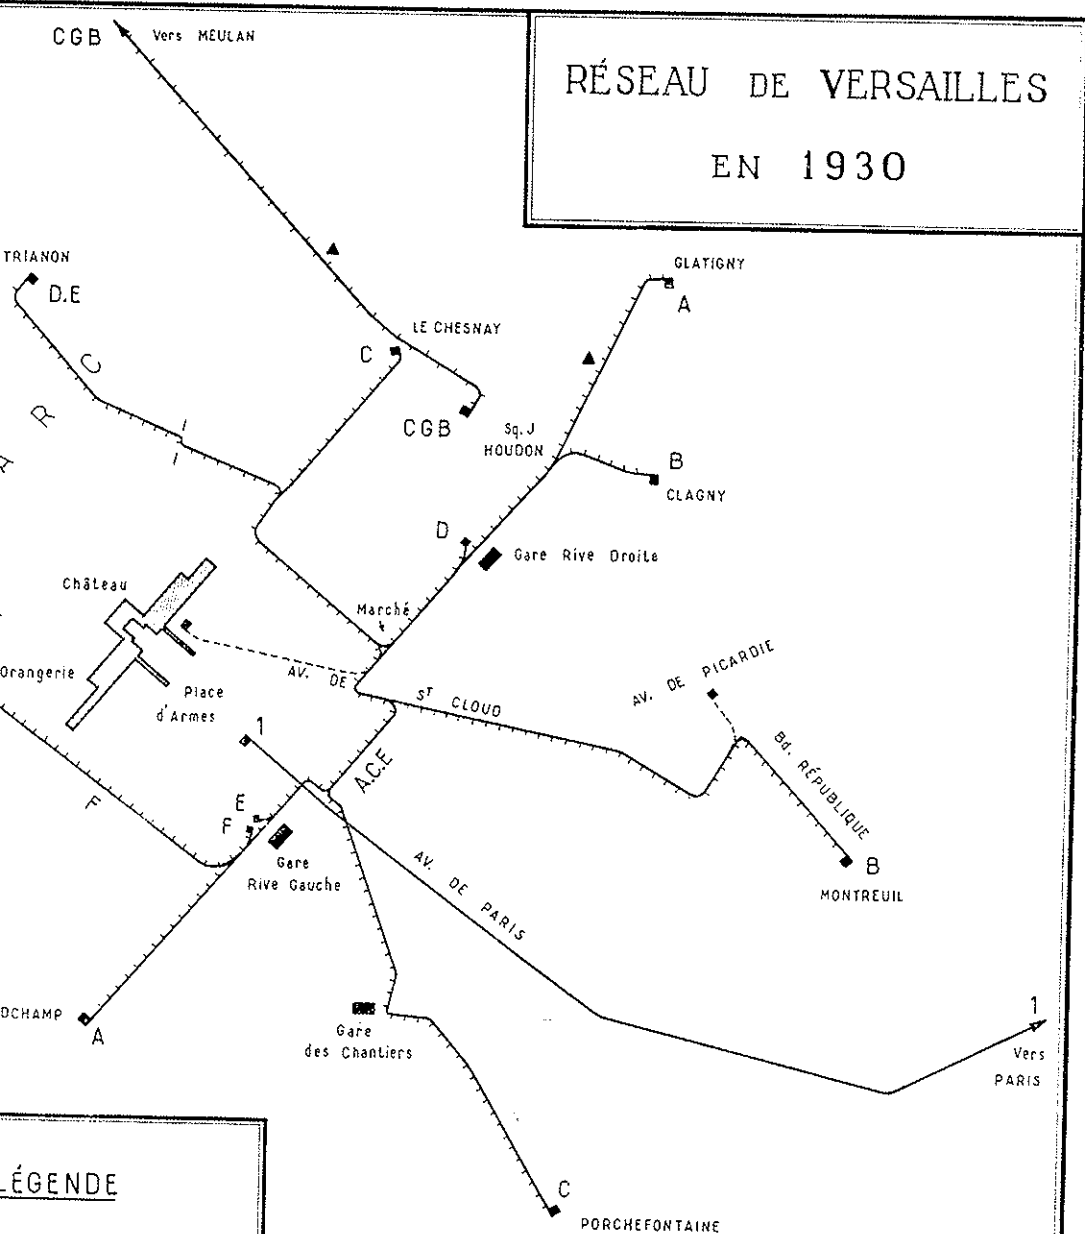 RÉSEAU DE VERSAILLES
EN 1930
CGB
Vers MEULAN
TRIANON
D.E
GLATIGNY
A
LE CHESNAY
C
CGB
Sq. J
HOUDON
B
CLAGNY
A R C
D
Gare Rive Droite
Château
Marché
Orangerie
Place
d'Armes
AV. DE ST CLOUD
AV. DE PICARDIE
Bd. RÉPUBLIQUE
1
A.C.E
F
E
F
Gare
Rive Gauche
AV. DE PARIS
B
MONTREUIL
DCHAMP
A
Gare
des Chantiers
1
Vers
PARIS
LÉGENDE
C
PORCHEFONTAINE